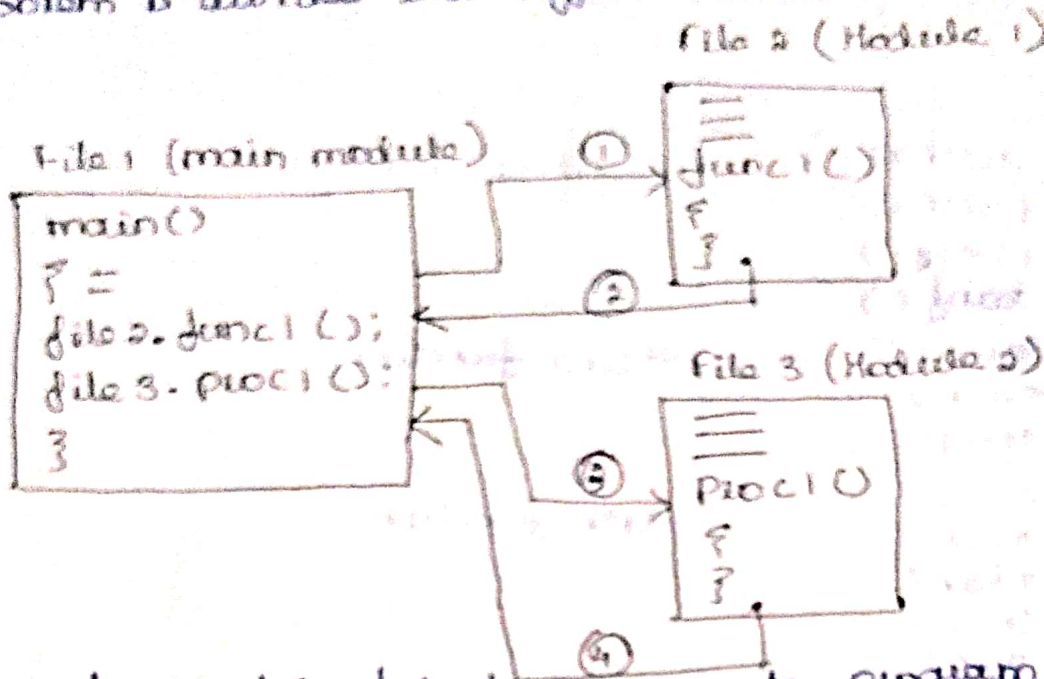 File 2 (Module 1)
File 1 (main module)
①
func1()
{
}
main()
{ =
file2.func1();
file3.proc1();
}
②
File 3 (Module 2)
③
proc1()
{
}
④
program